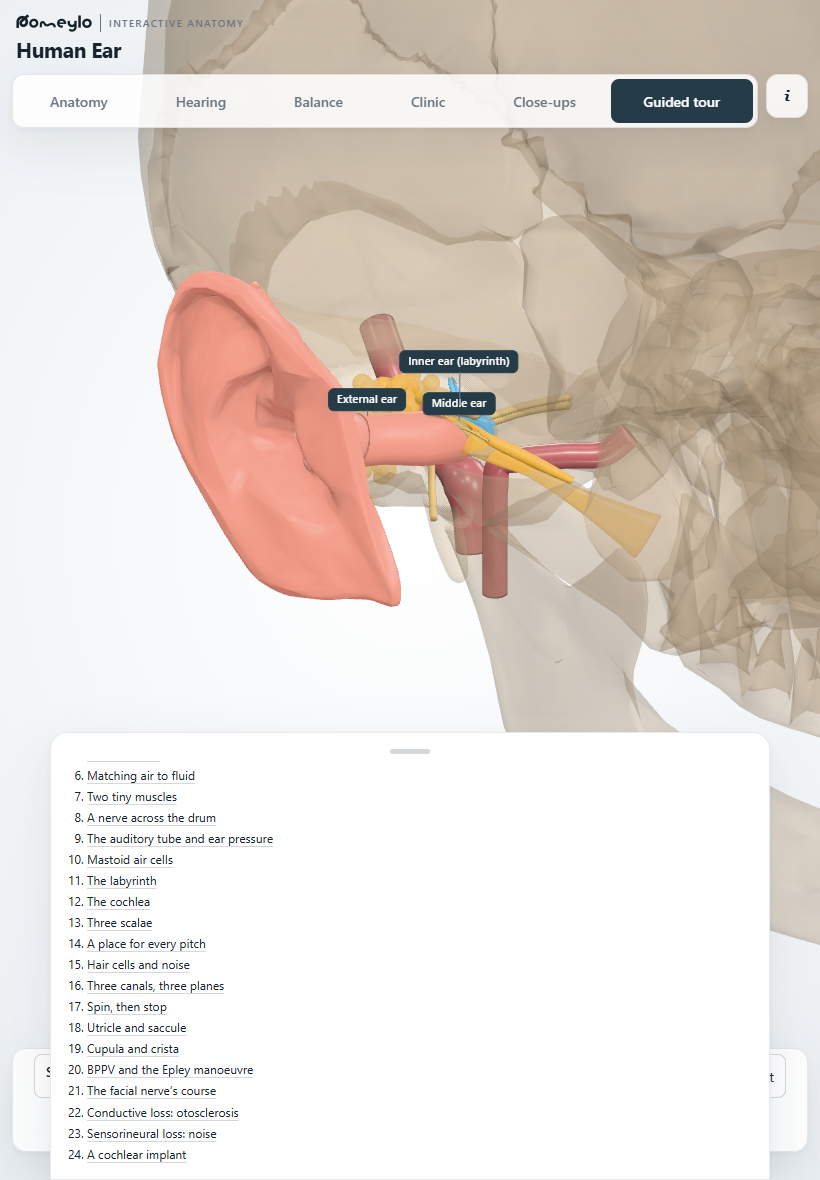 Domeylo
INTERACTIVE ANATOMY
Human Ear
Anatomy
Hearing
Balance
Clinic
Close-ups
Guided tour
i
Inner ear (labyrinth)
External ear
Middle ear
6. Matching air to fluid
7. Two tiny muscles
8. A nerve across the drum
9. The auditory tube and ear pressure
10. Mastoid air cells
11. The labyrinth
12. The cochlea
13. Three scalae
14. A place for every pitch
15. Hair cells and noise
16. Three canals, three planes
17. Spin, then stop
18. Utricle and saccule
19. Cupula and crista
20. BPPV and the Epley manoeuvre
21. The facial nerve's course
22. Conductive loss: otosclerosis
23. Sensorineural loss: noise
24. A cochlear implant